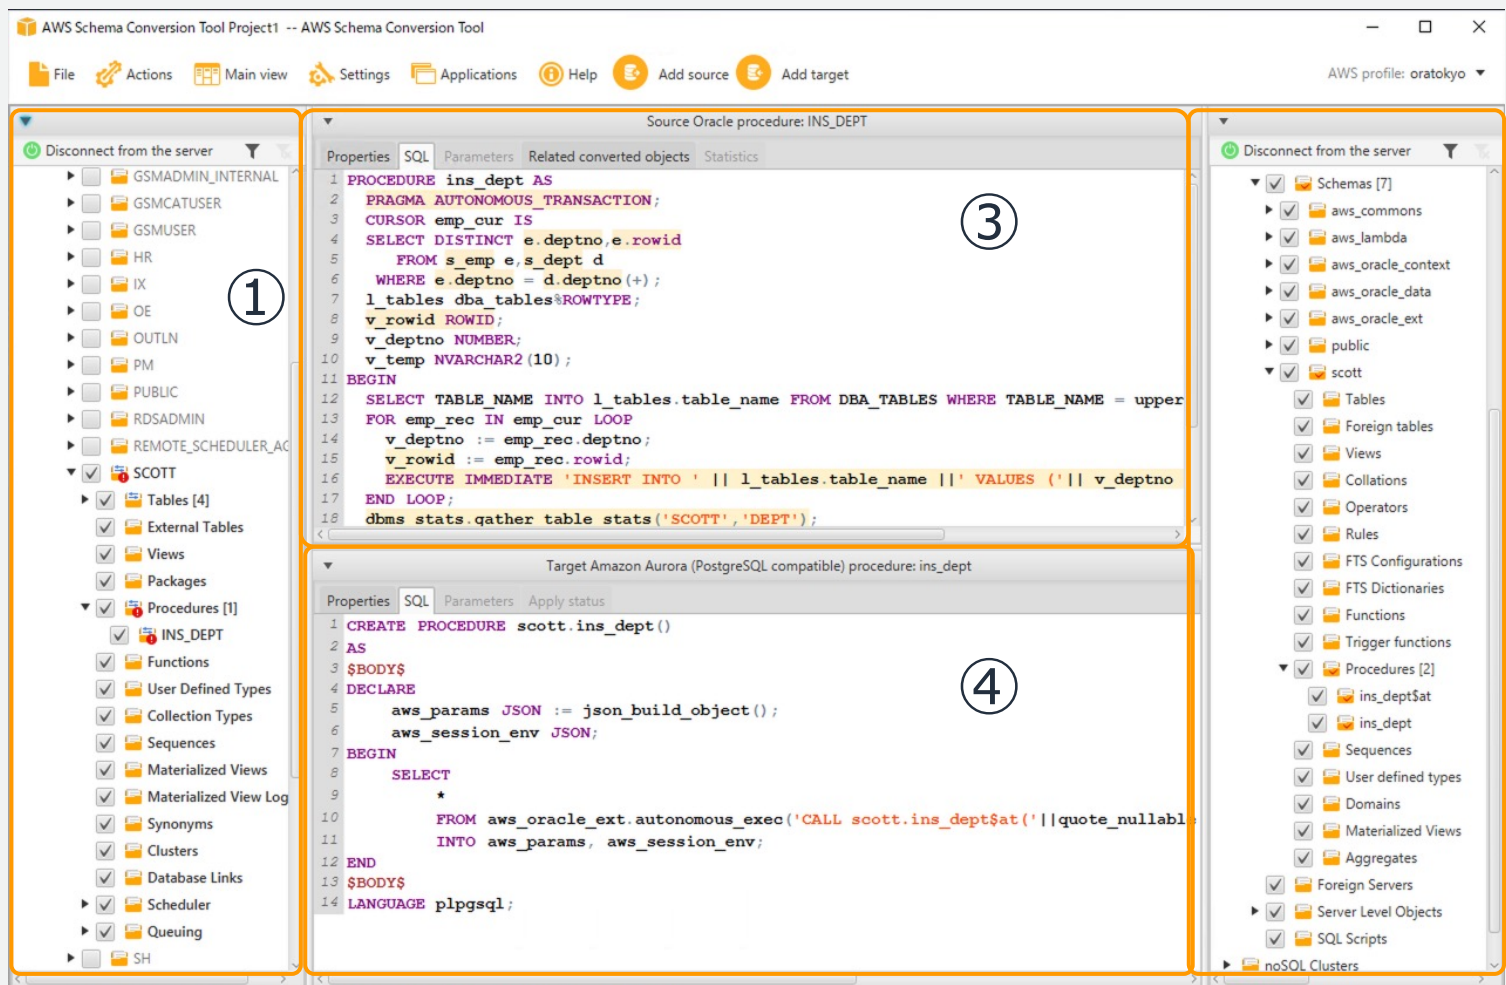 AWS Schema Conversion Tool Project1 -- AWS Schema Conversion Tool
File Actions Main view Settings Applications Help Add source Add target AWS profile: oratokyo
Disconnect from the server
GSMADMIN_INTERNAL
GSMCATUSER
GSMUSER
HR
IX
OE
OUTLN
PM
PUBLIC
RDSADMIN
REMOTE_SCHEDULER_AG
SCOTT
Tables [4]
External Tables
Views
Packages
Procedures [1]
INS_DEPT
Functions
User Defined Types
Collection Types
Sequences
Materialized Views
Materialized View Log
Synonyms
Clusters
Database Links
Scheduler
Queuing
SH
①
Source Oracle procedure: INS_DEPT
Properties SQL Parameters Related converted objects Statistics
1 PROCEDURE ins_dept AS
2 PRAGMA AUTONOMOUS_TRANSACTION;
3 CURSOR emp_cur IS
4 SELECT DISTINCT e.deptno,e.rowid
5 FROM s_emp e,s_dept d
6 WHERE e.deptno = d.deptno(+);
7 l_tables dba_tables%ROWTYPE;
8 v_rowid ROWID;
9 v_deptno NUMBER;
10 v_temp NVARCHAR2(10);
11 BEGIN
12 SELECT TABLE_NAME INTO l_tables.table_name FROM DBA_TABLES WHERE TABLE_NAME = upper
13 FOR emp_rec IN emp_cur LOOP
14 v_deptno := emp_rec.deptno;
15 v_rowid := emp_rec.rowid;
16 EXECUTE IMMEDIATE 'INSERT INTO ' || l_tables.table_name ||' VALUES ('|| v_deptno
17 END LOOP;
18 dbms_stats.gather_table_stats('SCOTT','DEPT');
③
Target Amazon Aurora (PostgreSQL compatible) procedure: ins_dept
Properties SQL Parameters Apply status
1 CREATE PROCEDURE scott.ins_dept()
2 AS
3 $BODY$
4 DECLARE
5 aws_params JSON := json_build_object();
6 aws_session_env JSON;
7 BEGIN
8 SELECT
9 *
10 FROM aws_oracle_ext.autonomous_exec('CALL scott.ins_dept$at('||quote_nullabl
11 INTO aws_params, aws_session_env;
12 END
13 $BODY$
14 LANGUAGE plpgsql;
④
Disconnect from the server
Schemas [7]
aws_commons
aws_lambda
aws_oracle_context
aws_oracle_data
aws_oracle_ext
public
scott
Tables
Foreign tables
Views
Collations
Operators
Rules
FTS Configurations
FTS Dictionaries
Functions
Trigger functions
Procedures [2]
ins_dept$at
ins_dept
Sequences
User defined types
Domains
Materialized Views
Aggregates
Foreign Servers
Server Level Objects
SQL Scripts
noSQL Clusters